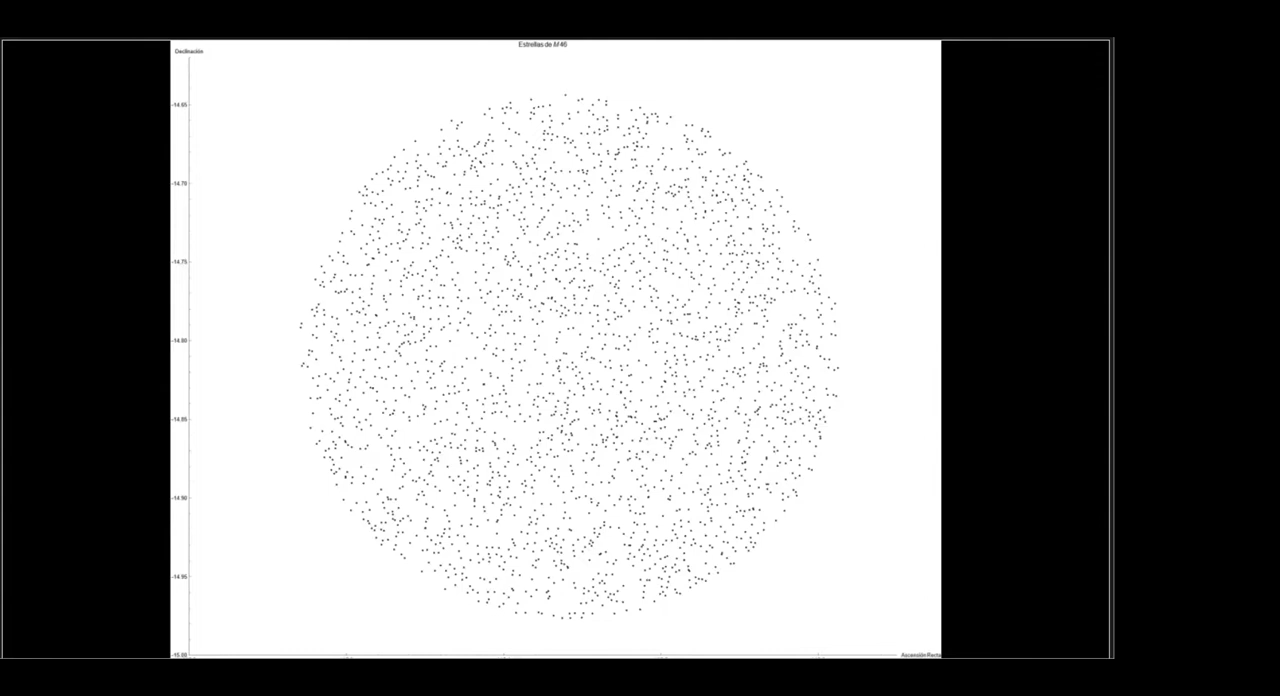 Estrellas de M46
Declinación
-14.65
-14.70
-14.75
-14.80
-14.85
-14.90
-14.95
-15.00
Ascensión Recta